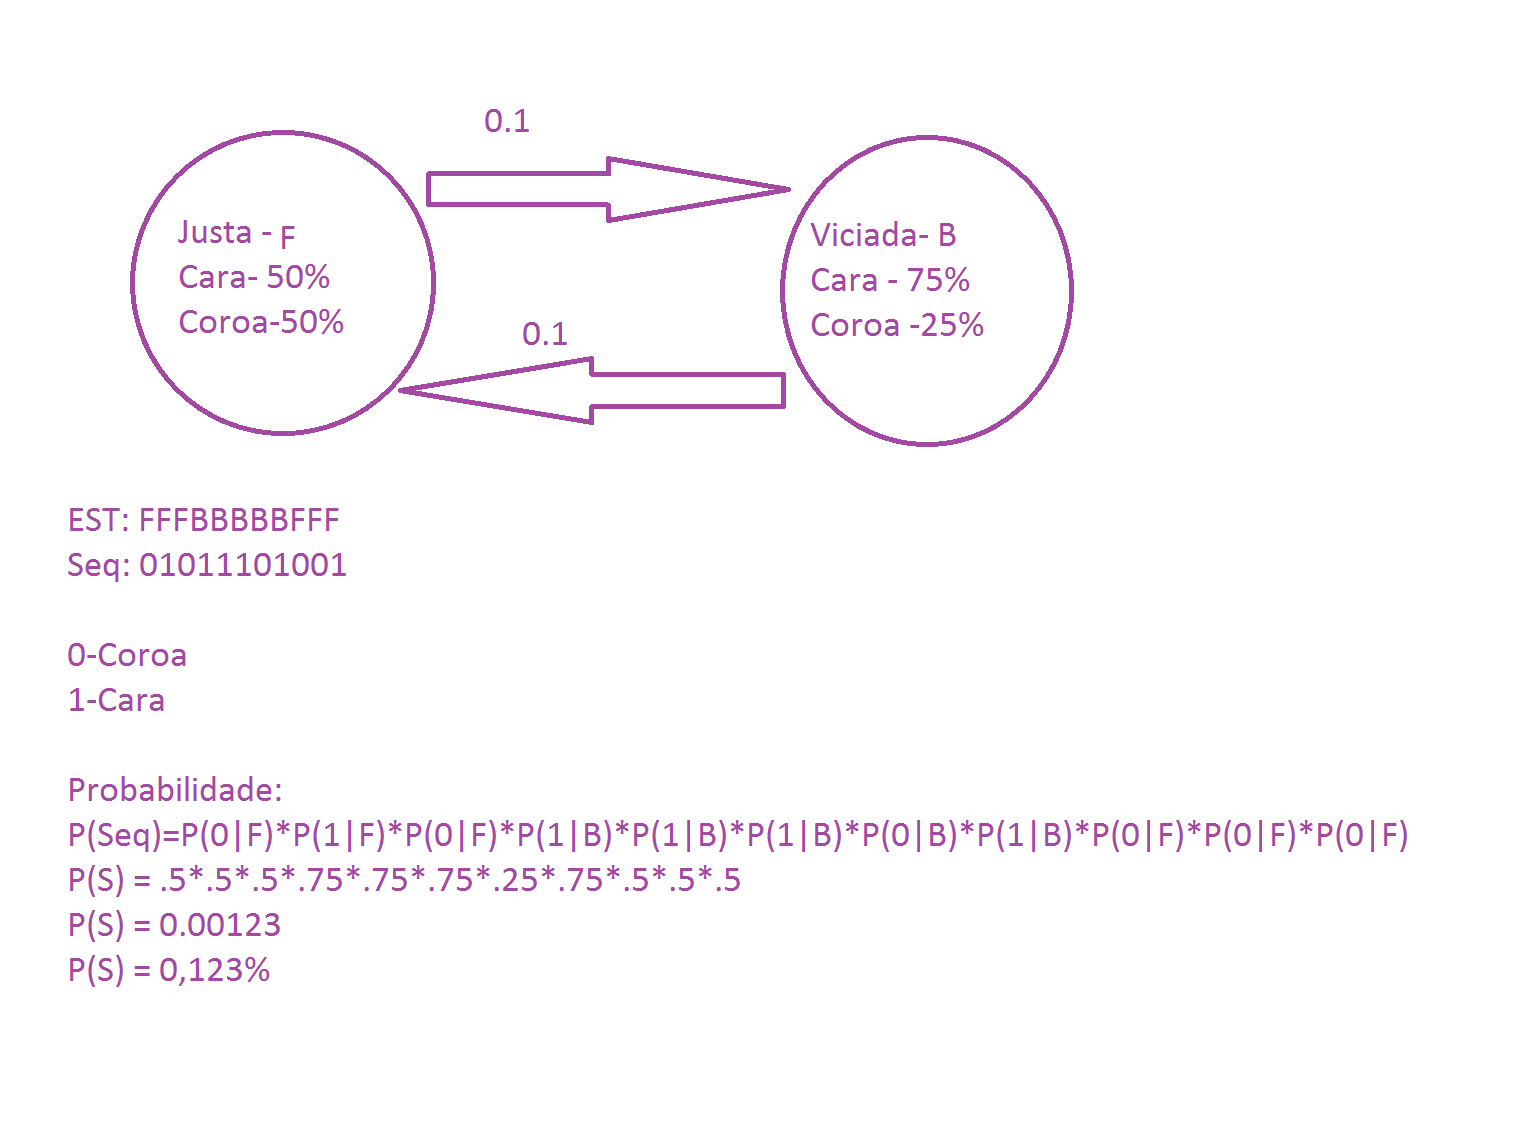 0.1
Justa - F
Cara- 50%
Coroa-50%
Viciada- B
Cara - 75%
Coroa -25%
0.1
EST: FFFBBBBBFFF
Seq: 01011101001
0-Coroa
1-Cara
Probabilidade:
P(Seq)=P(0|F)*P(1|F)*P(0|F)*P(1|B)*P(1|B)*P(1|B)*P(0|B)*P(1|B)*P(0|F)*P(0|F)*P(0|F)
P(S) = .5*.5*.5*.75*.75*.75*.25*.75*.5*.5*.5
P(S) = 0.00123
P(S) = 0,123%